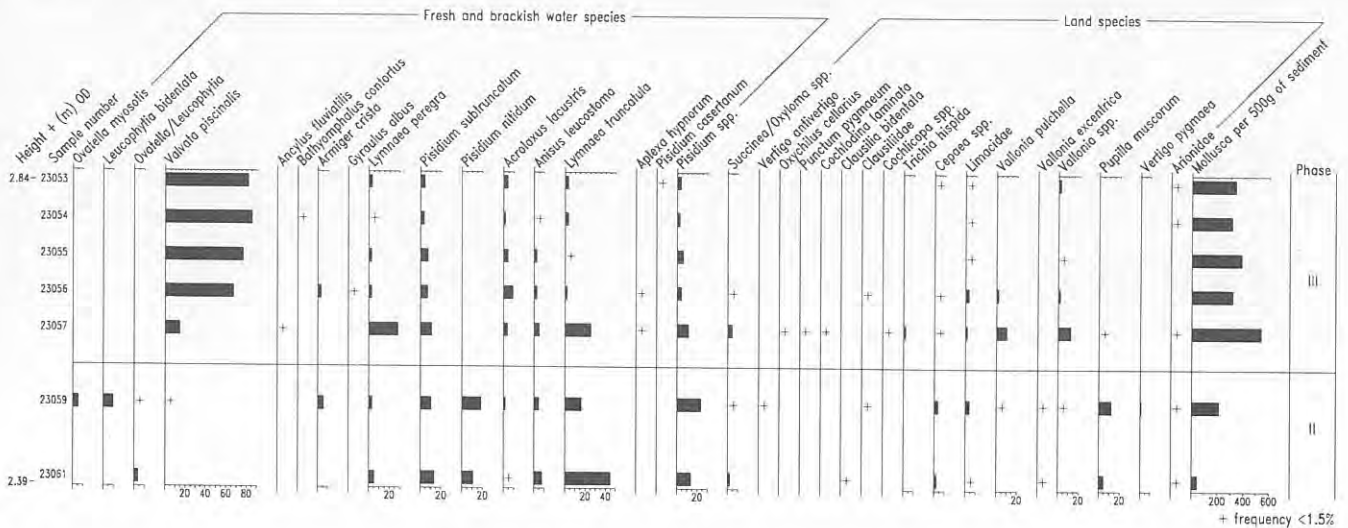 Fresh and brackish water species
Land species
Height + (m) OD
Sample number
Ovatella myosotis
Leucophytia bidentata
Ovatella/Leucophytia
Valvata piscinalis
Ancylus fluviatilis
Bathyomphalus contortus
Armiger crista
Gyraulus albus
Lymnaea peregra
Pisidium subtruncatum
Pisidium nitidum
Acroloxus lacustris
Anisus leucostoma
Lymnaea truncatula
Aplexa hypnorum
Pisidium casertanum
Pisidium spp.
Succinea/Oxyloma spp.
Vertigo antivertigo
Oxychilus cellarius
Punctum pygmaeum
Cochlodina laminata
Clausilia bidentata
Clausiliidae
Cochlicopa spp.
Trichia hispida
Cepaea spp.
Limacidae
Vallonia pulchella
Vallonia excentrica
Vallonia spp.
Pupilla muscorum
Vertigo pygmaea
Arionidae
Mollusca per 500g of sediment
Phase
2.84- 23053
23054
23055
23056
23057
III
23059
II
2.39- 23061
20 40 60 80
20
20
20
20 40
20
20
20
20
200 400 600
+ frequency <1.5%